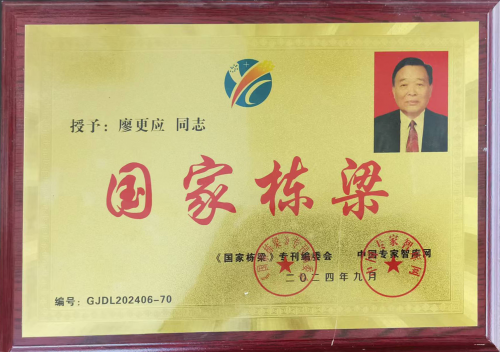 授予：廖更应 同志
国家栋梁
《国家栋梁》专刊编委会 中国专家智库网
二〇二四年九月
编号：GJDL202406-70